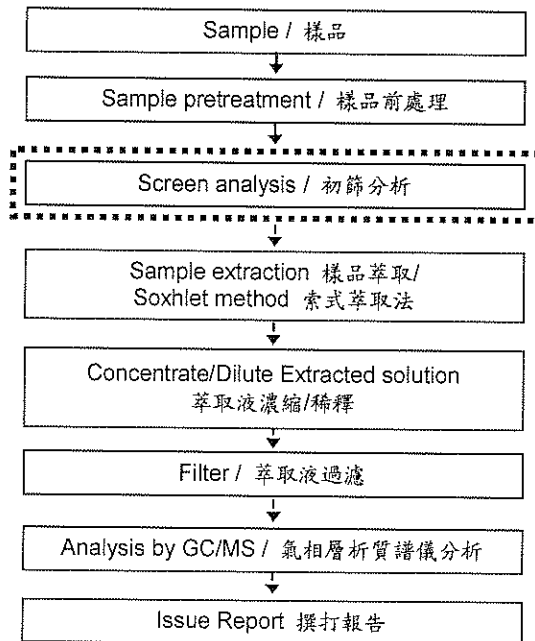 Sample / 樣品
Sample pretreatment / 樣品前處理
Screen analysis / 初篩分析
Sample extraction 樣品萃取/
Soxhlet method 索式萃取法
Concentrate/Dilute Extracted solution
萃取液濃縮/稀釋
Filter / 萃取液過濾
Analysis by GC/MS / 氣相層析質譜儀分析
Issue Report 撰打報告